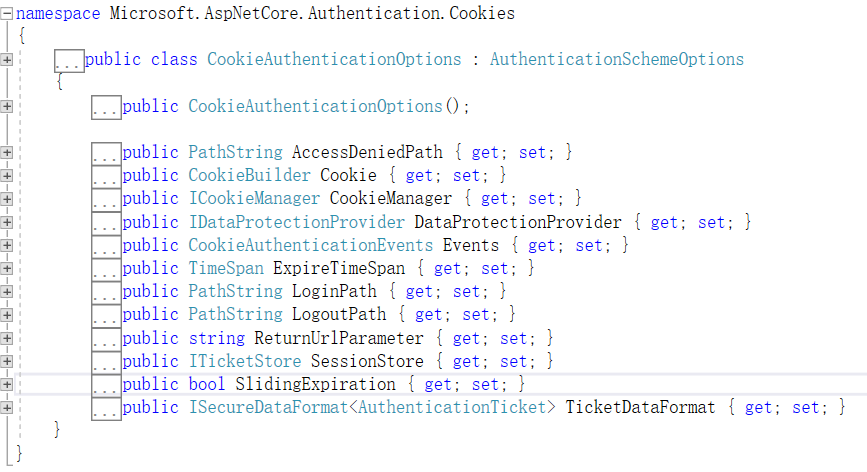 namespace Microsoft.AspNetCore.Authentication.Cookies
{
...public class CookieAuthenticationOptions : AuthenticationSchemeOptions
{
...public CookieAuthenticationOptions();
...public PathString AccessDeniedPath { get; set; }
...public CookieBuilder Cookie { get; set; }
...public ICookieManager CookieManager { get; set; }
...public IDataProtectionProvider DataProtectionProvider { get; set; }
...public CookieAuthenticationEvents Events { get; set; }
...public TimeSpan ExpireTimeSpan { get; set; }
...public PathString LoginPath { get; set; }
...public PathString LogoutPath { get; set; }
...public string ReturnUrlParameter { get; set; }
...public ITicketStore SessionStore { get; set; }
...public bool SlidingExpiration { get; set; }
...public ISecureDataFormat<AuthenticationTicket> TicketDataFormat { get; set; }
}
}